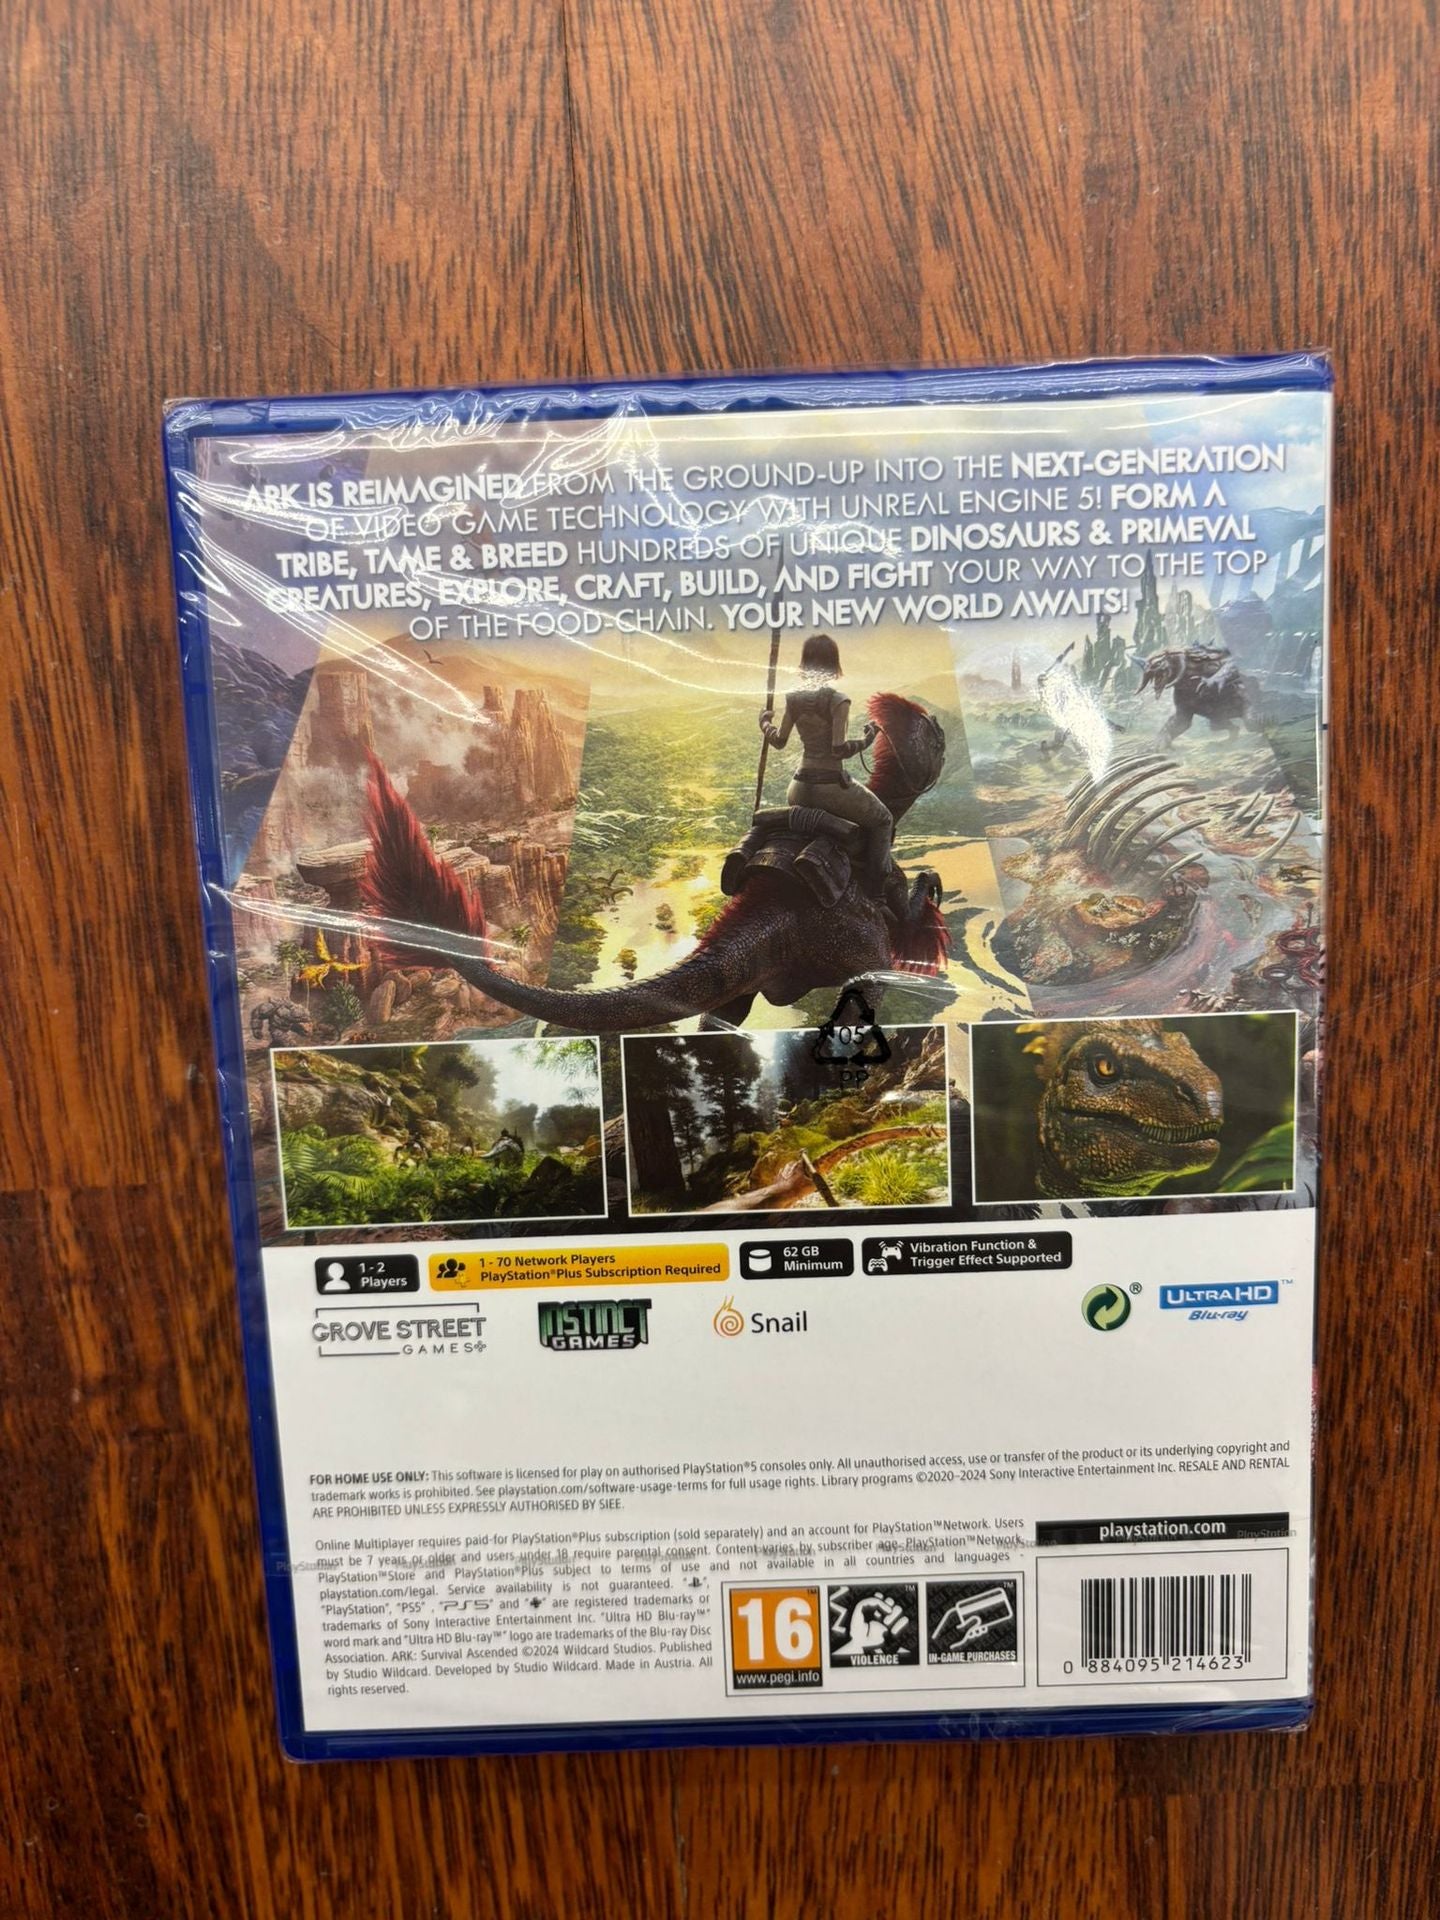 ARK IS REIMAGINED FROM THE GROUND-UP INTO THE NEXT-GENERATION
OF VIDEO GAME TECHNOLOGY WITH UNREAL ENGINE 5! FORM A
TRIBE, TAME & BREED HUNDREDS OF UNIQUE DINOSAURS & PRIMEVAL
CREATURES, EXPLORE, CRAFT, BUILD, AND FIGHT YOUR WAY TO THE TOP
OF THE FOOD-CHAIN. YOUR NEW WORLD AWAITS!
05
PP
1 - 2
Players
1 - 70 Network Players
PlayStation®Plus Subscription Required
62 GB
Minimum
Vibration Function &
Trigger Effect Supported
GROVE STREET
GAMES
INSTINCT
GAMES
Snail
®
ULTRA HD™
Blu-ray
FOR HOME USE ONLY: This software is licensed for play on authorised PlayStation®5 consoles only. All unauthorised access, use or transfer of the product or its underlying copyright and
trademark works is prohibited. See playstation.com/software-usage-terms for full usage rights. Library programs ©2020-2024 Sony Interactive Entertainment Inc. RESALE AND RENTAL
ARE PROHIBITED UNLESS EXPRESSLY AUTHORISED BY SIEE.
Online Multiplayer requires paid-for PlayStation®Plus subscription (sold separately) and an account for PlayStation™Network. Users
must be 7 years or older and users under 18 require parental consent. Content varies by subscriber age. PlayStation™Network,
PlayStation™Store and PlayStation®Plus subject to terms of use and not available in all countries and languages -
playstation.com/legal. Service availability is not guaranteed. " ",
"PlayStation", "PS5", "PS5" and " " are registered trademarks or
trademarks of Sony Interactive Entertainment Inc. "Ultra HD Blu-ray™"
word mark and "Ultra HD Blu-ray™" logo are trademarks of the Blu-ray Disc
Association. ARK: Survival Ascended ©2024 Wildcard Studios. Published
by Studio Wildcard. Developed by Studio Wildcard. Made in Austria. All
rights reserved.
16
www.pegi.info
VIOLENCE
IN-GAME PURCHASES
playstation.com
0 884095 214623